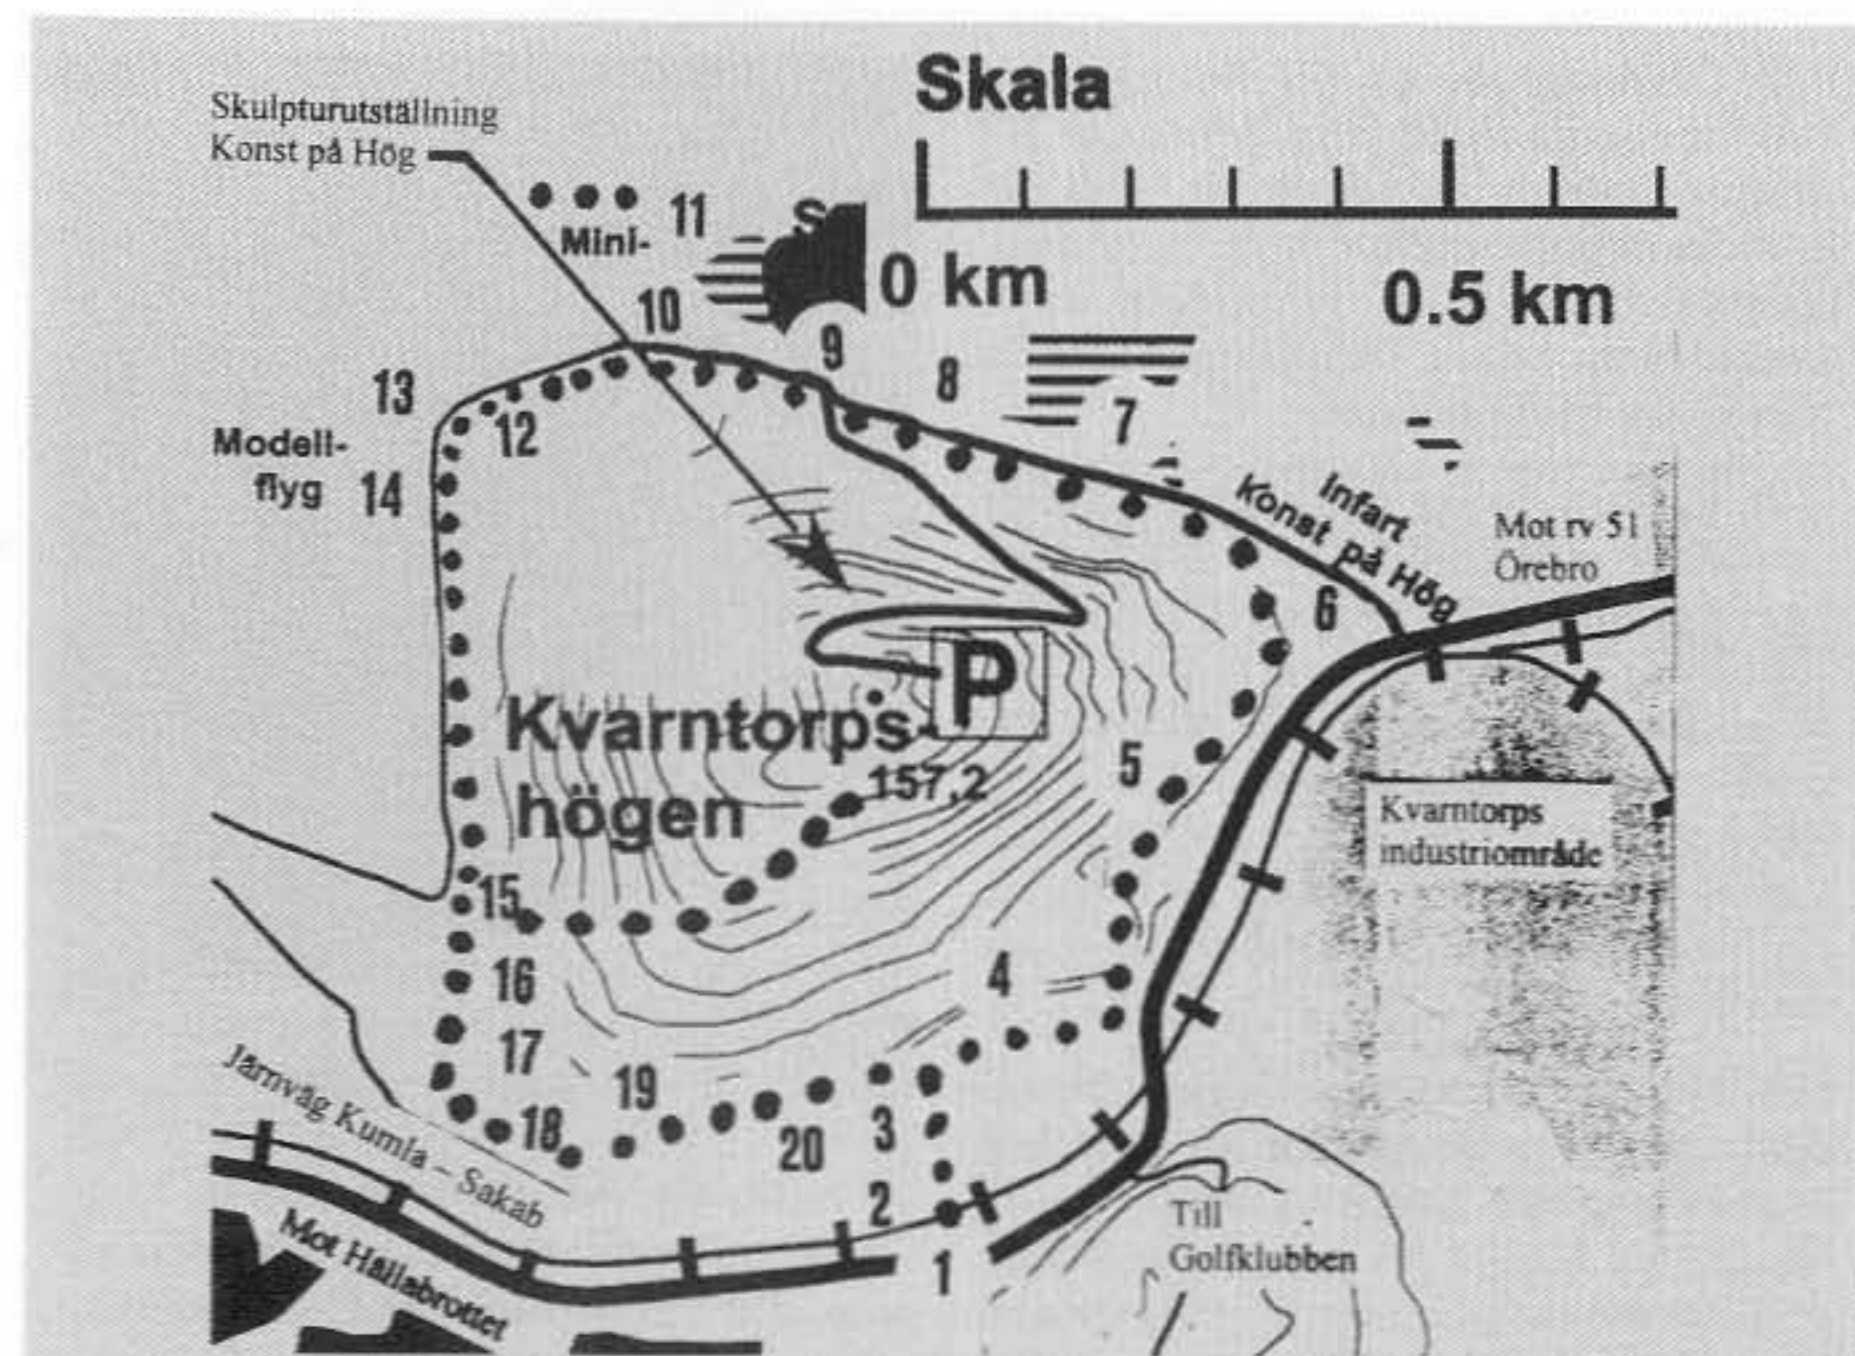 Skala
Skulpturutställning
Konst på Hög
11
S
Mini-
0 km
0.5 km
10
9
8
13
7
12
Modell-
flyg
14
Infart
Konst på Hög
Mot rv 51
Örebro
6
P
Kvarntorps-
högen
157,2
5
Kvarntorps
industriområde
15
16
4
17
19
18
20
3
2
1
Järnväg Kumla – Sakab
Mot Hällabrottet
Till
Golfklubben